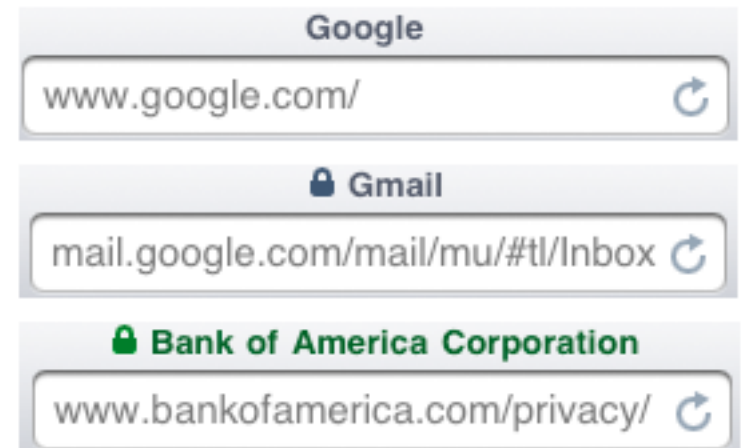 Google
www.google.com/
Gmail
mail.google.com/mail/mu/#tl/Inbox
Bank of America Corporation
www.bankofamerica.com/privacy/